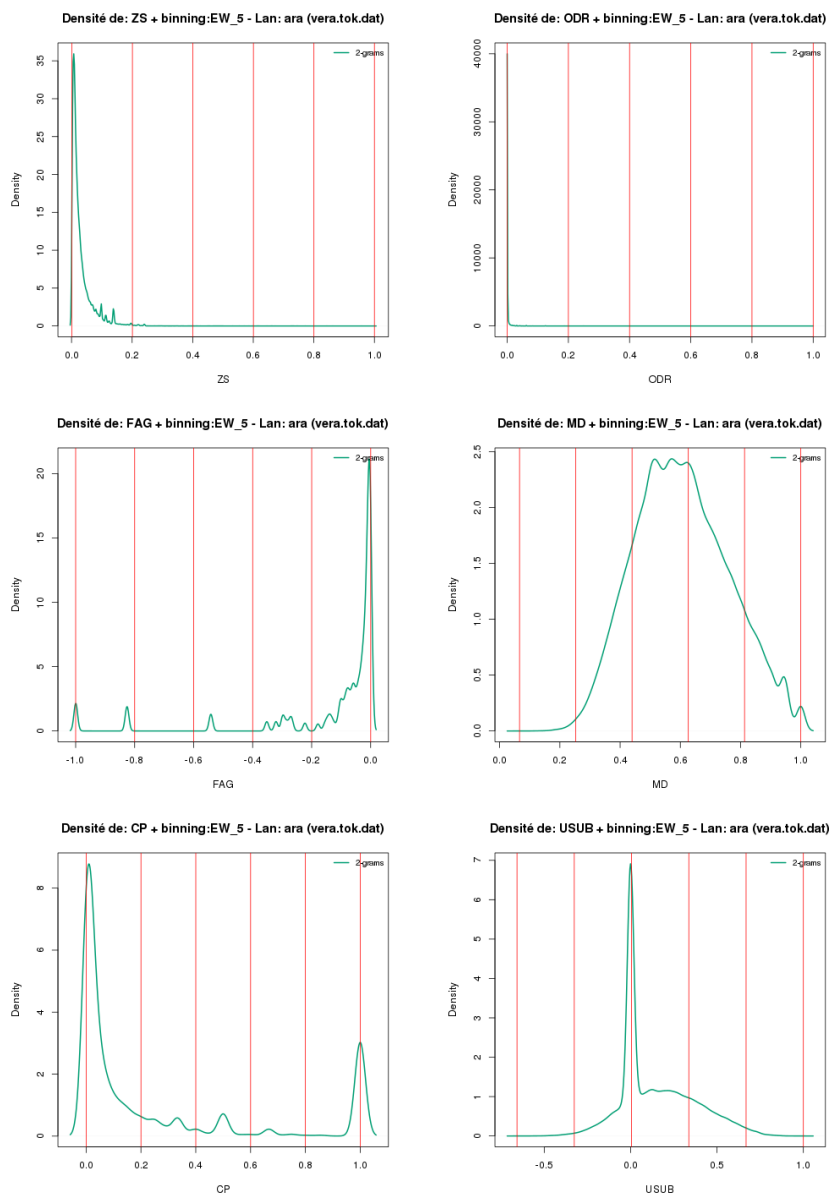 Densité de: ZS + binning:EW_5 - Lan: ara (vera.tok.dat)
2-grams
Density
0 5 10 15 20 25 30 35
0.0 0.2 0.4 0.6 0.8 1.0
ZS
Densité de: ODR + binning:EW_5 - Lan: ara (vera.tok.dat)
2-grams
Density
0 10000 20000 30000 40000
0.0 0.2 0.4 0.6 0.8 1.0
ODR
Densité de: FAG + binning:EW_5 - Lan: ara (vera.tok.dat)
2-grams
Density
0 5 10 15 20
-1.0 -0.8 -0.6 -0.4 -0.2 0.0
FAG
Densité de: MD + binning:EW_5 - Lan: ara (vera.tok.dat)
2-grams
Density
0.0 0.5 1.0 1.5 2.0 2.5
0.0 0.2 0.4 0.6 0.8 1.0
MD
Densité de: CP + binning:EW_5 - Lan: ara (vera.tok.dat)
2-grams
Density
0 2 4 6 8
0.0 0.2 0.4 0.6 0.8 1.0
CP
Densité de: USUB + binning:EW_5 - Lan: ara (vera.tok.dat)
2-grams
Density
0 1 2 3 4 5 6 7
-0.5 0.0 0.5 1.0
USUB